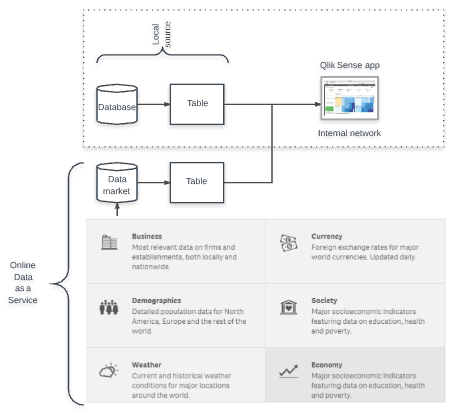 Local
source
Qlik Sense app
Database
Table
Internal network
Data
market
Table
Online
Data
as a
Service
Business
Most relevant data on firms and
establishments, both locally and
nationwide.
Currency
Foreign exchange rates for major
world currencies. Updated daily.
Demographics
Detailed population data for North
America, Europe and the rest of the
world.
Society
Major socioeconomic indicators
featuring data on education, health
and poverty.
Weather
Current and historical weather
conditions for major locations
around the world.
Economy
Major socioeconomic indicators
featuring data on education, health
and poverty.